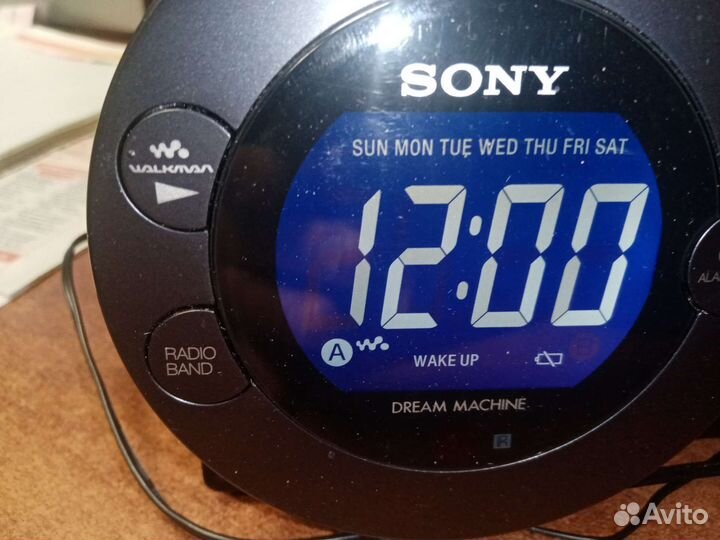 SONY
SUN MON TUE WED THU FRI SAT
WALKMAN
12:00
A
WAKE UP
RADIO
BAND
DREAM MACHINE
R
Avito